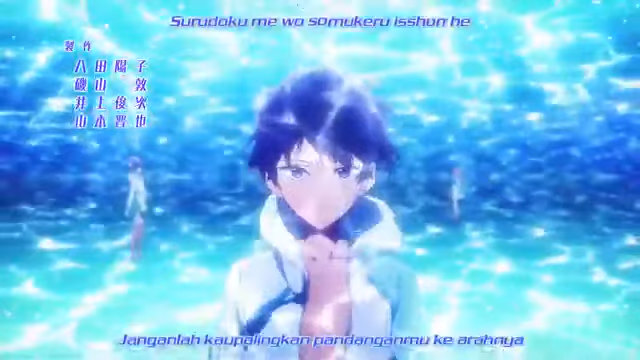 Surudoku me wo somukeru isshun he
製作
八田陽子
磯山 敦
井上俊次
山本晋也
Janganlah kaupalingkan pandanganmu ke arahnya